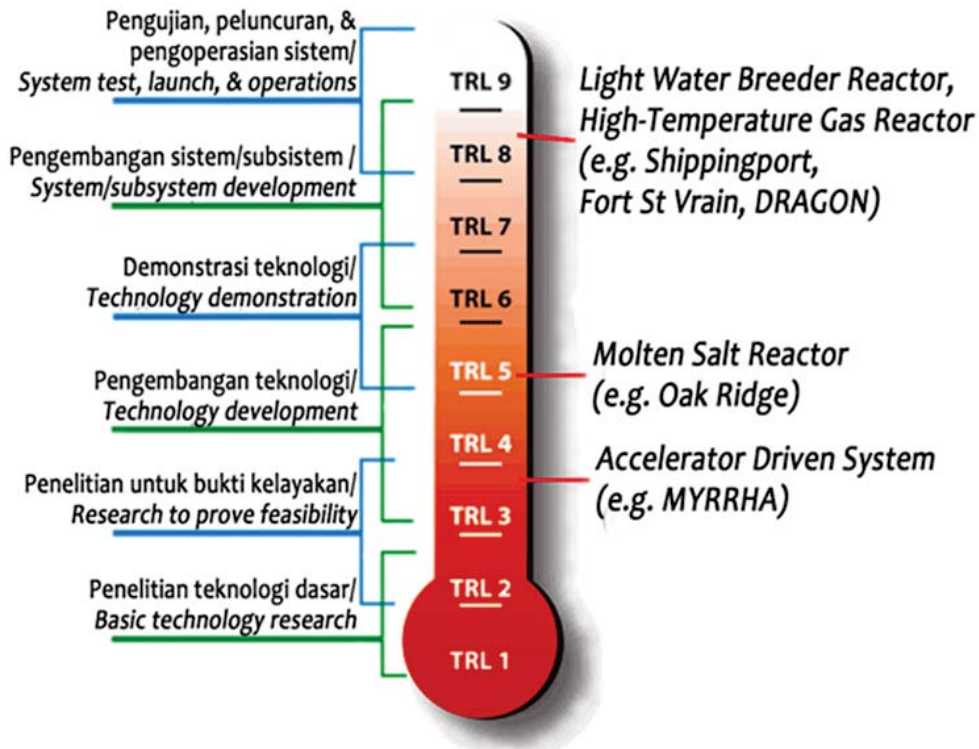 Pengujian, peluncuran, &
pengoperasian sistem/
System test, launch, & operations
Pengembangan sistem/subsistem /
System/subsystem development
Demonstrasi teknologi/
Technology demonstration
Pengembangan teknologi/
Technology development
Penelitian untuk bukti kelayakan/
Research to prove feasibility
Penelitian teknologi dasar/
Basic technology research
TRL 9
TRL 8
TRL 7
TRL 6
TRL 5
TRL 4
TRL 3
TRL 2
TRL 1
Light Water Breeder Reactor,
High-Temperature Gas Reactor
(e.g. Shippingport,
Fort St Vrain, DRAGON)
Molten Salt Reactor
(e.g. Oak Ridge)
Accelerator Driven System
(e.g. MYRRHA)